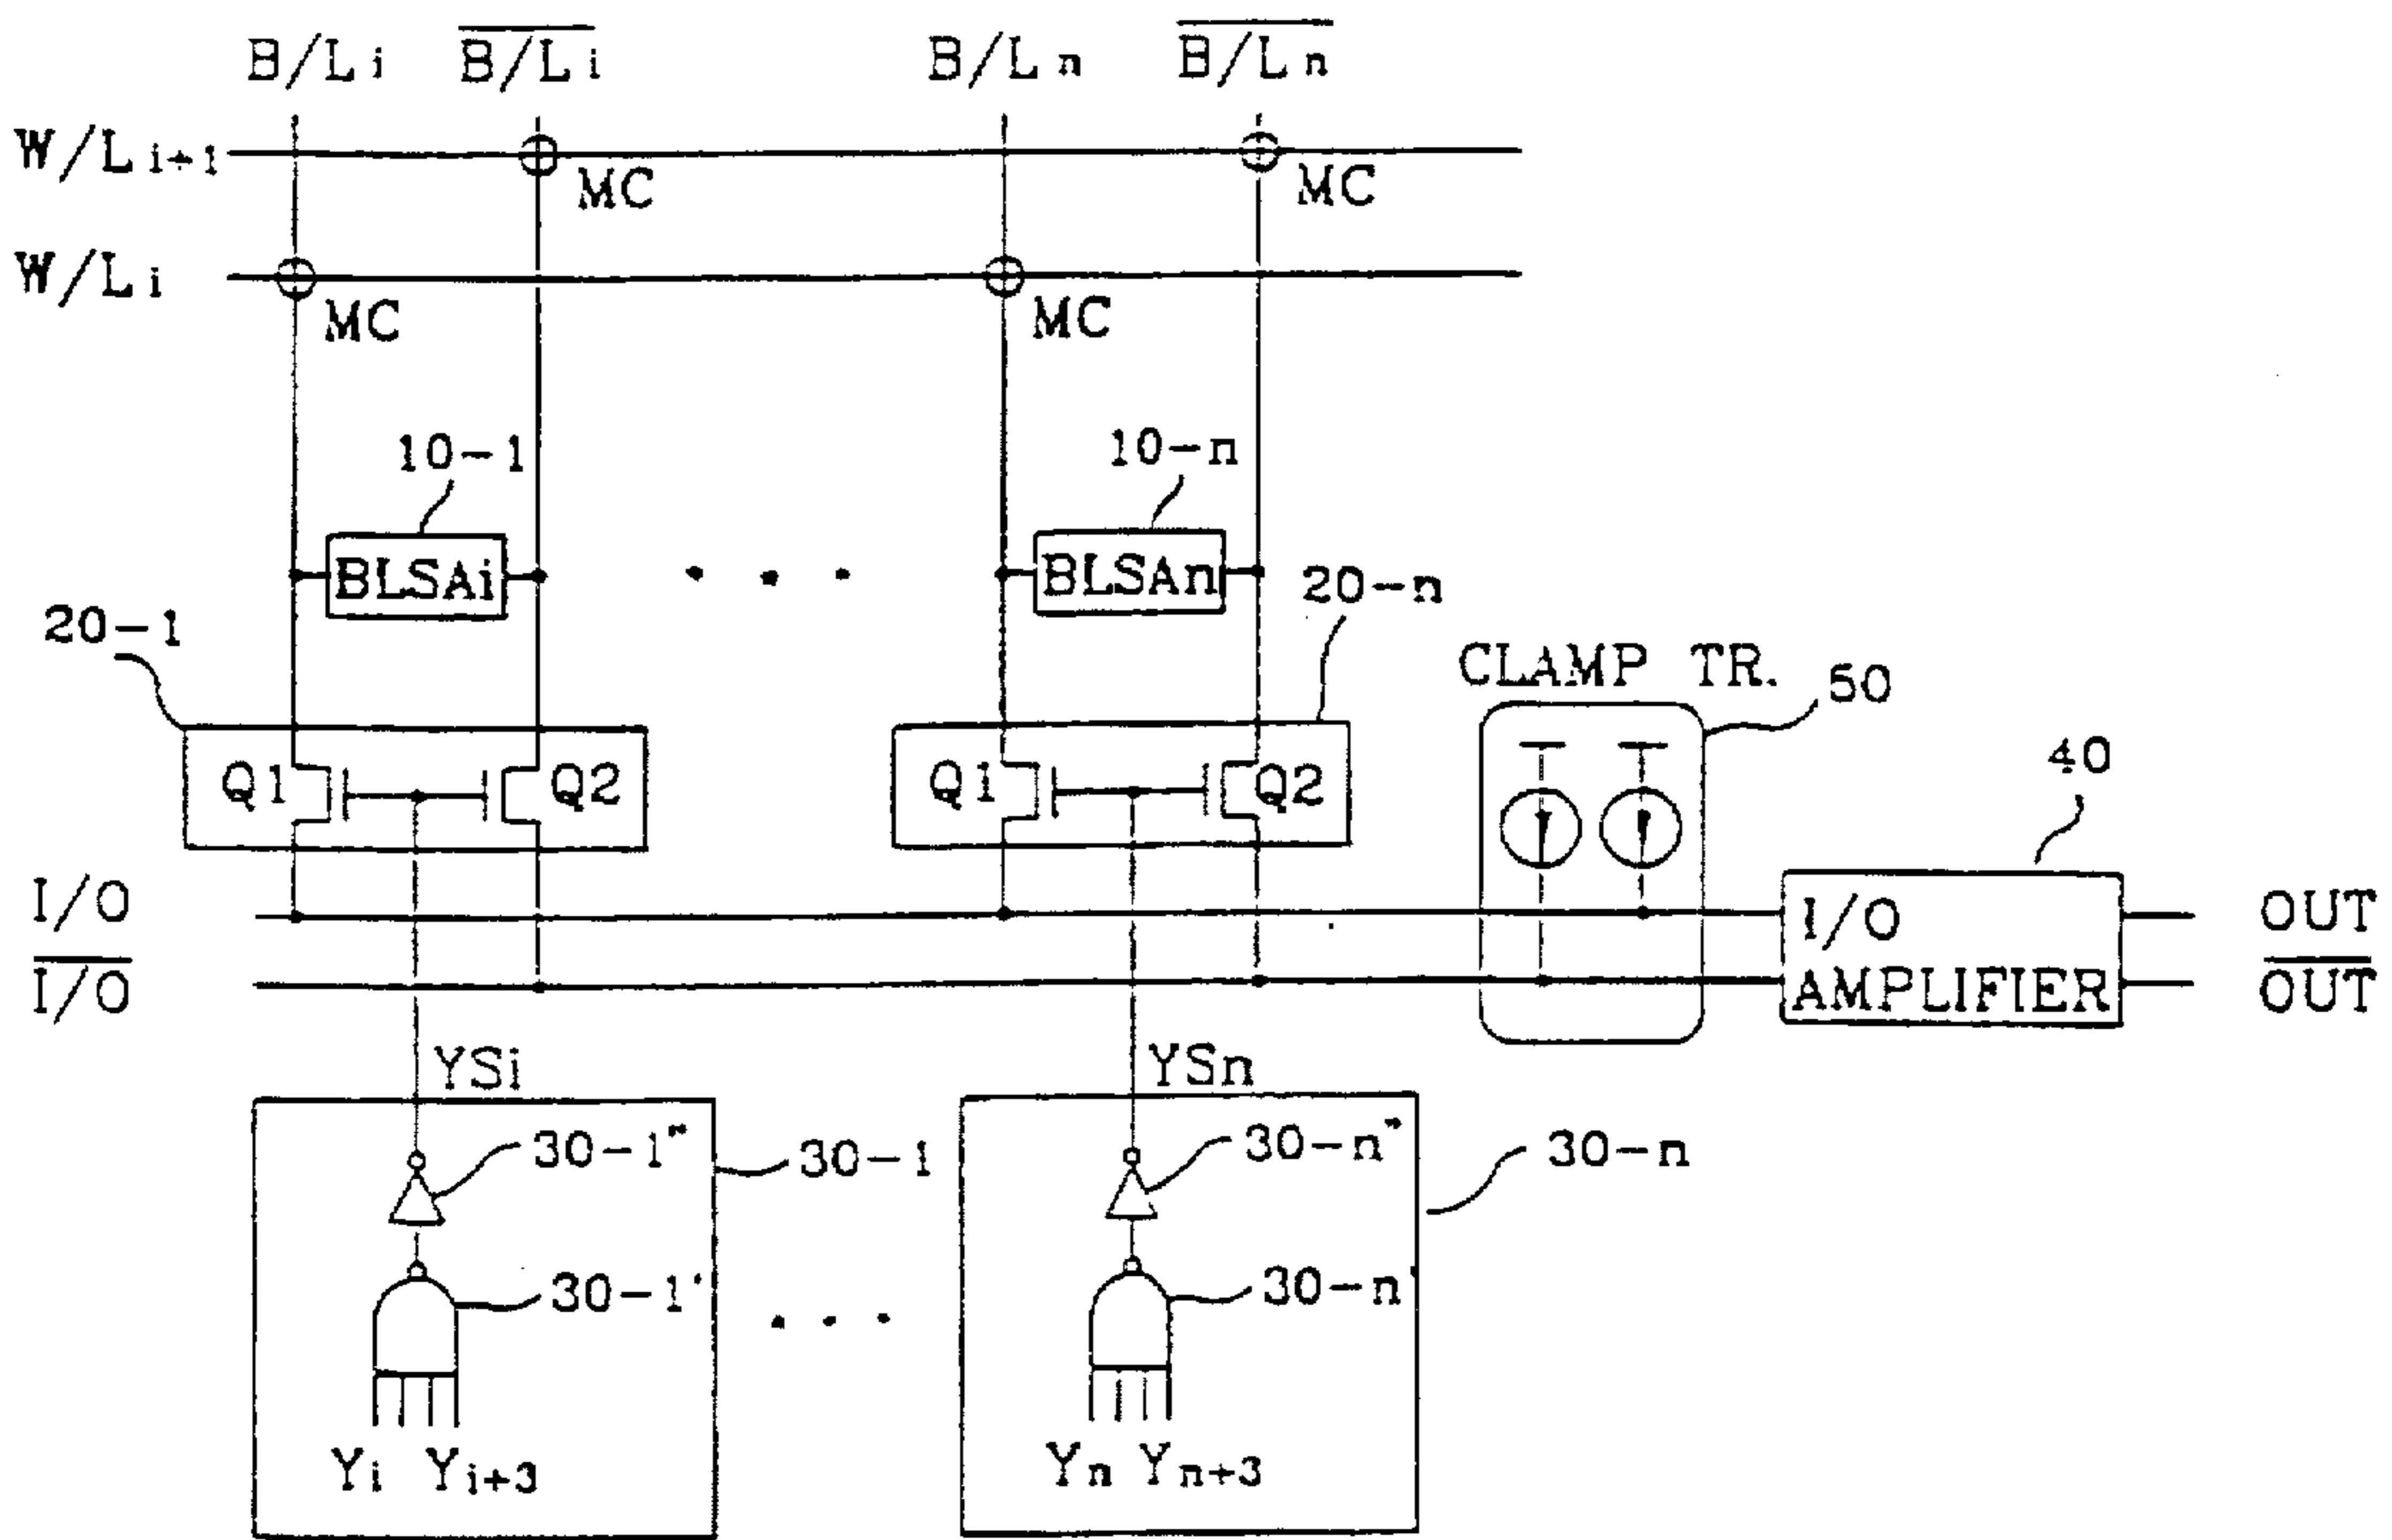 B/Li B/Li B/Ln B/Ln
W/Li+1
MC MC
W/Li
MC MC
10-1 10-n
BLSAi BLSAn
20-1 20-n
CLAMP TR. 50
Q1 Q2 Q1 Q2
40
I/O I/O OUT
I/O AMPLIFIER OUT
YSi YSn
30-1" 30-1 30-n" 30-n
30-1' 30-n'
Yi Yi+3 Yn Yn+3